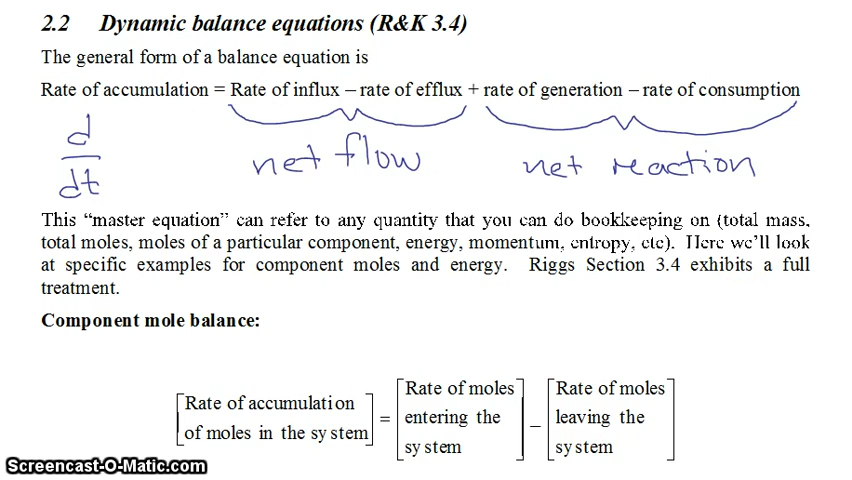 2.2 Dynamic balance equations (R&K 3.4)
The general form of a balance equation is
Rate of accumulation = Rate of influx – rate of efflux + rate of generation – rate of consumption
d
dt
net flow
net reaction
This “master equation” can refer to any quantity that you can do bookkeeping on (total mass,
total moles, moles of a particular component, energy, momentum, entropy, etc). Here we’ll look
at specific examples for component moles and energy. Riggs Section 3.4 exhibits a full
treatment.
Component mole balance:
[Rate of accumulation of moles in the system] = [Rate of moles entering the system] – [Rate of moles leaving the system]
Screencast-O-Matic.com